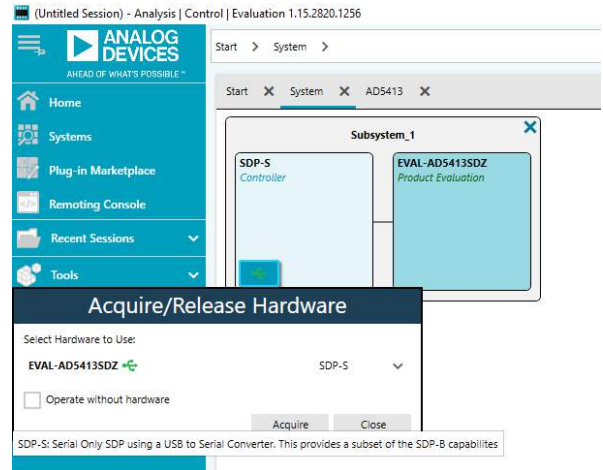 (Untitled Session) - Analysis | Control | Evaluation 1.15.2820.1256
ANALOG
DEVICES
AHEAD OF WHAT'S POSSIBLE™
Start > System >
Home
Systems
Plug-in Marketplace
Remoting Console
Recent Sessions
Tools
Start X System X AD5413 X
Subsystem_1 X
SDP-S
Controller
EVAL-AD5413SDZ
Product Evaluation
Acquire/Release Hardware
Select Hardware to Use:
EVAL-AD5413SDZ SDP-S
Operate without hardware
Acquire Close
SDP-S: Serial Only SDP using a USB to Serial Converter. This provides a subset of the SDP-B capabilites